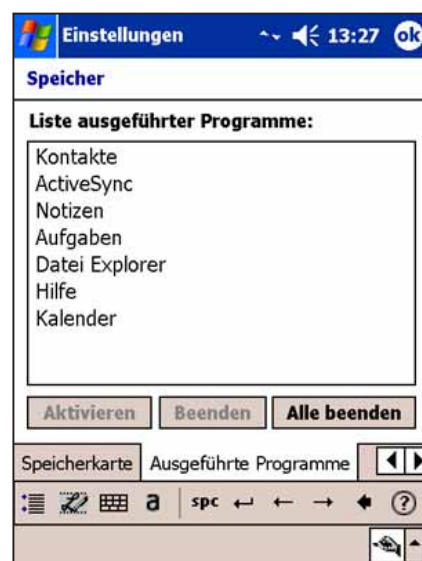 Einstellungen 13:27 ok
Speicher
Liste ausgeführter Programme:
Kontakte
ActiveSync
Notizen
Aufgaben
Datei Explorer
Hilfe
Kalender
Aktivieren Beenden Alle beenden
Speicherkarte Ausgeführte Programme
a spc ?